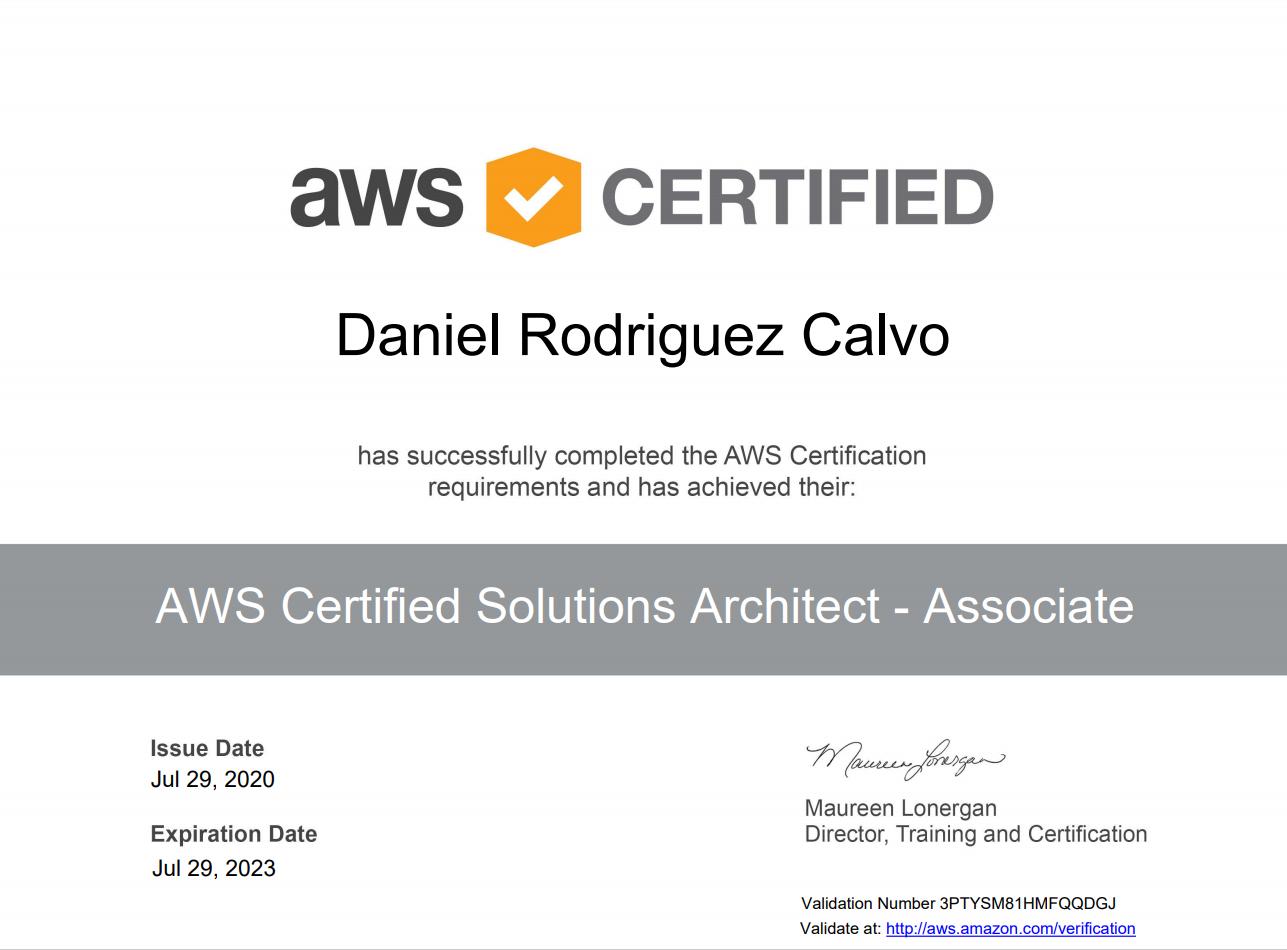 aws CERTIFIED
Daniel Rodriguez Calvo
has successfully completed the AWS Certification
requirements and has achieved their:
AWS Certified Solutions Architect - Associate
Issue Date
Jul 29, 2020
Expiration Date
Jul 29, 2023
Maureen Lonergan
Maureen Lonergan
Director, Training and Certification
Validation Number 3PTYSM81HMFQQDGJ
Validate at: http://aws.amazon.com/verification